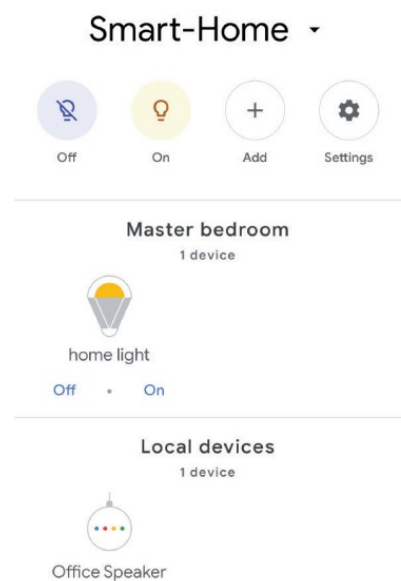 Smart-Home
Off On Add Settings
Master bedroom
1 device
home light
Off • On
Local devices
1 device
Office Speaker